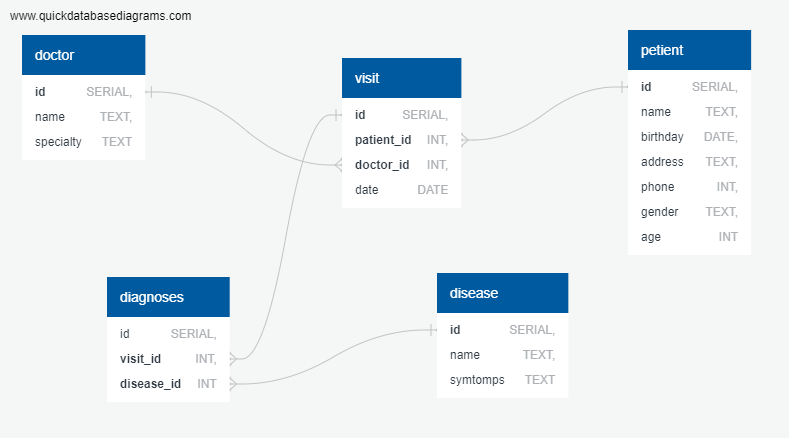 www.quickdatabasediagrams.com
doctor
id SERIAL,
name TEXT,
specialty TEXT
visit
id SERIAL,
patient_id INT,
doctor_id INT,
date DATE
petient
id SERIAL,
name TEXT,
birthday DATE,
address TEXT,
phone INT,
gender TEXT,
age INT
diagnoses
id SERIAL,
visit_id INT,
disease_id INT
disease
id SERIAL,
name TEXT,
symtomps TEXT